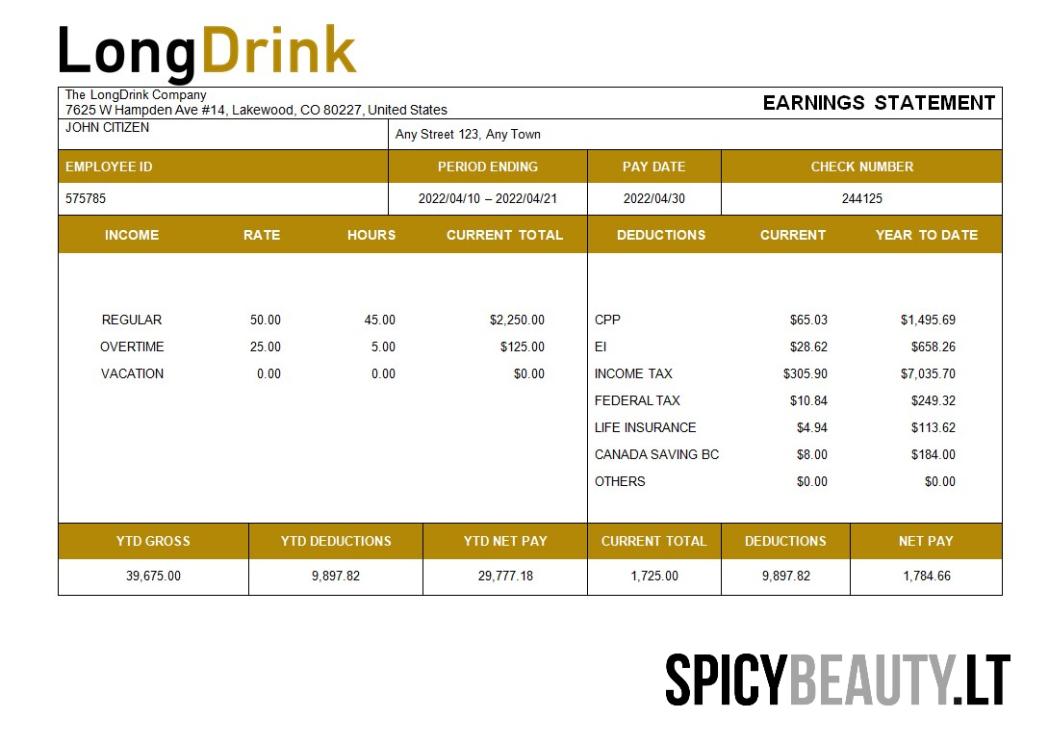 LongDrink
The LongDrink Company
7625 W Hampden Ave #14, Lakewood, CO 80227, United States
EARNINGS STATEMENT
JOHN CITIZEN
Any Street 123, Any Town
EMPLOYEE ID PERIOD ENDING PAY DATE CHECK NUMBER
575785 2022/04/10 – 2022/04/21 2022/04/30 244125
INCOME RATE HOURS CURRENT TOTAL DEDUCTIONS CURRENT YEAR TO DATE
REGULAR 50.00 45.00 $2,250.00 CPP $65.03 $1,495.69
OVERTIME 25.00 5.00 $125.00 EI $28.62 $658.26
VACATION 0.00 0.00 $0.00 INCOME TAX $305.90 $7,035.70
FEDERAL TAX $10.84 $249.32
LIFE INSURANCE $4.94 $113.62
CANADA SAVING BC $8.00 $184.00
OTHERS $0.00 $0.00
YTD GROSS YTD DEDUCTIONS YTD NET PAY CURRENT TOTAL DEDUCTIONS NET PAY
39,675.00 9,897.82 29,777.18 1,725.00 9,897.82 1,784.66
SPICYBEAUTY.LT